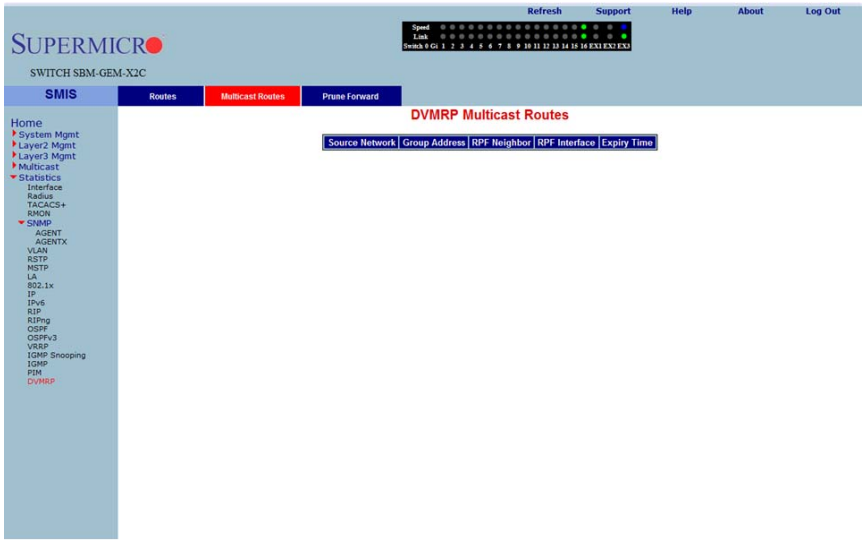 Refresh Support Help About Log Out
SUPERMICRO
SWITCH SBM-GEM-X2C
Speed
Link
Switch 0 Gi 1 2 3 4 5 6 7 8 9 10 11 12 13 14 15 16 EX1 EX2 EX3
SMIS
Routes Multicast Routes Prune Forward
Home
System Mgmt
Layer2 Mgmt
Layer3 Mgmt
Multicast
Statistics
Interface
Radius
TACACS+
RMON
SNMP
AGENT
AGENTX
VLAN
RSTP
MSTP
LA
802.1x
IP
IPv6
RIP
RIPng
OSPF
OSPFv3
VRRP
IGMP Snooping
IGMP
PIM
DVMRP
DVMRP Multicast Routes
Source Network Group Address RPF Neighbor RPF Interface Expiry Time